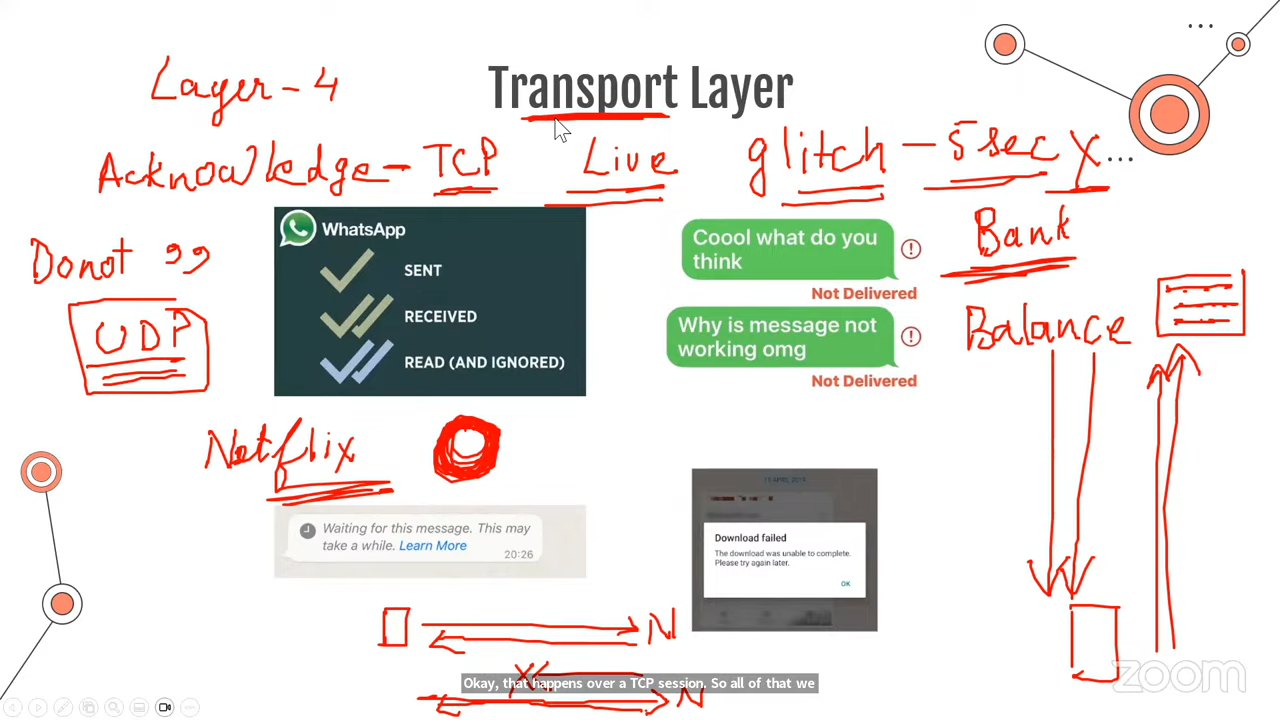 Layer - 4
Transport Layer
Acknowledge - TCP
Live
glitch - 5 sec X
Bank
Donot ,,
UDP
WhatsApp
SENT
RECEIVED
READ (AND IGNORED)
Coool what do you
think
Not Delivered
Why is message not
working omg
Not Delivered
Balance
Netflix
Waiting for this message. This may
take a while. Learn More
20:26
15 APRIL 2014
Download failed
The download was unable to complete.
Please try again later.
OK
N
N
Okay, that happens over a TCP session. So all of that we
zoom